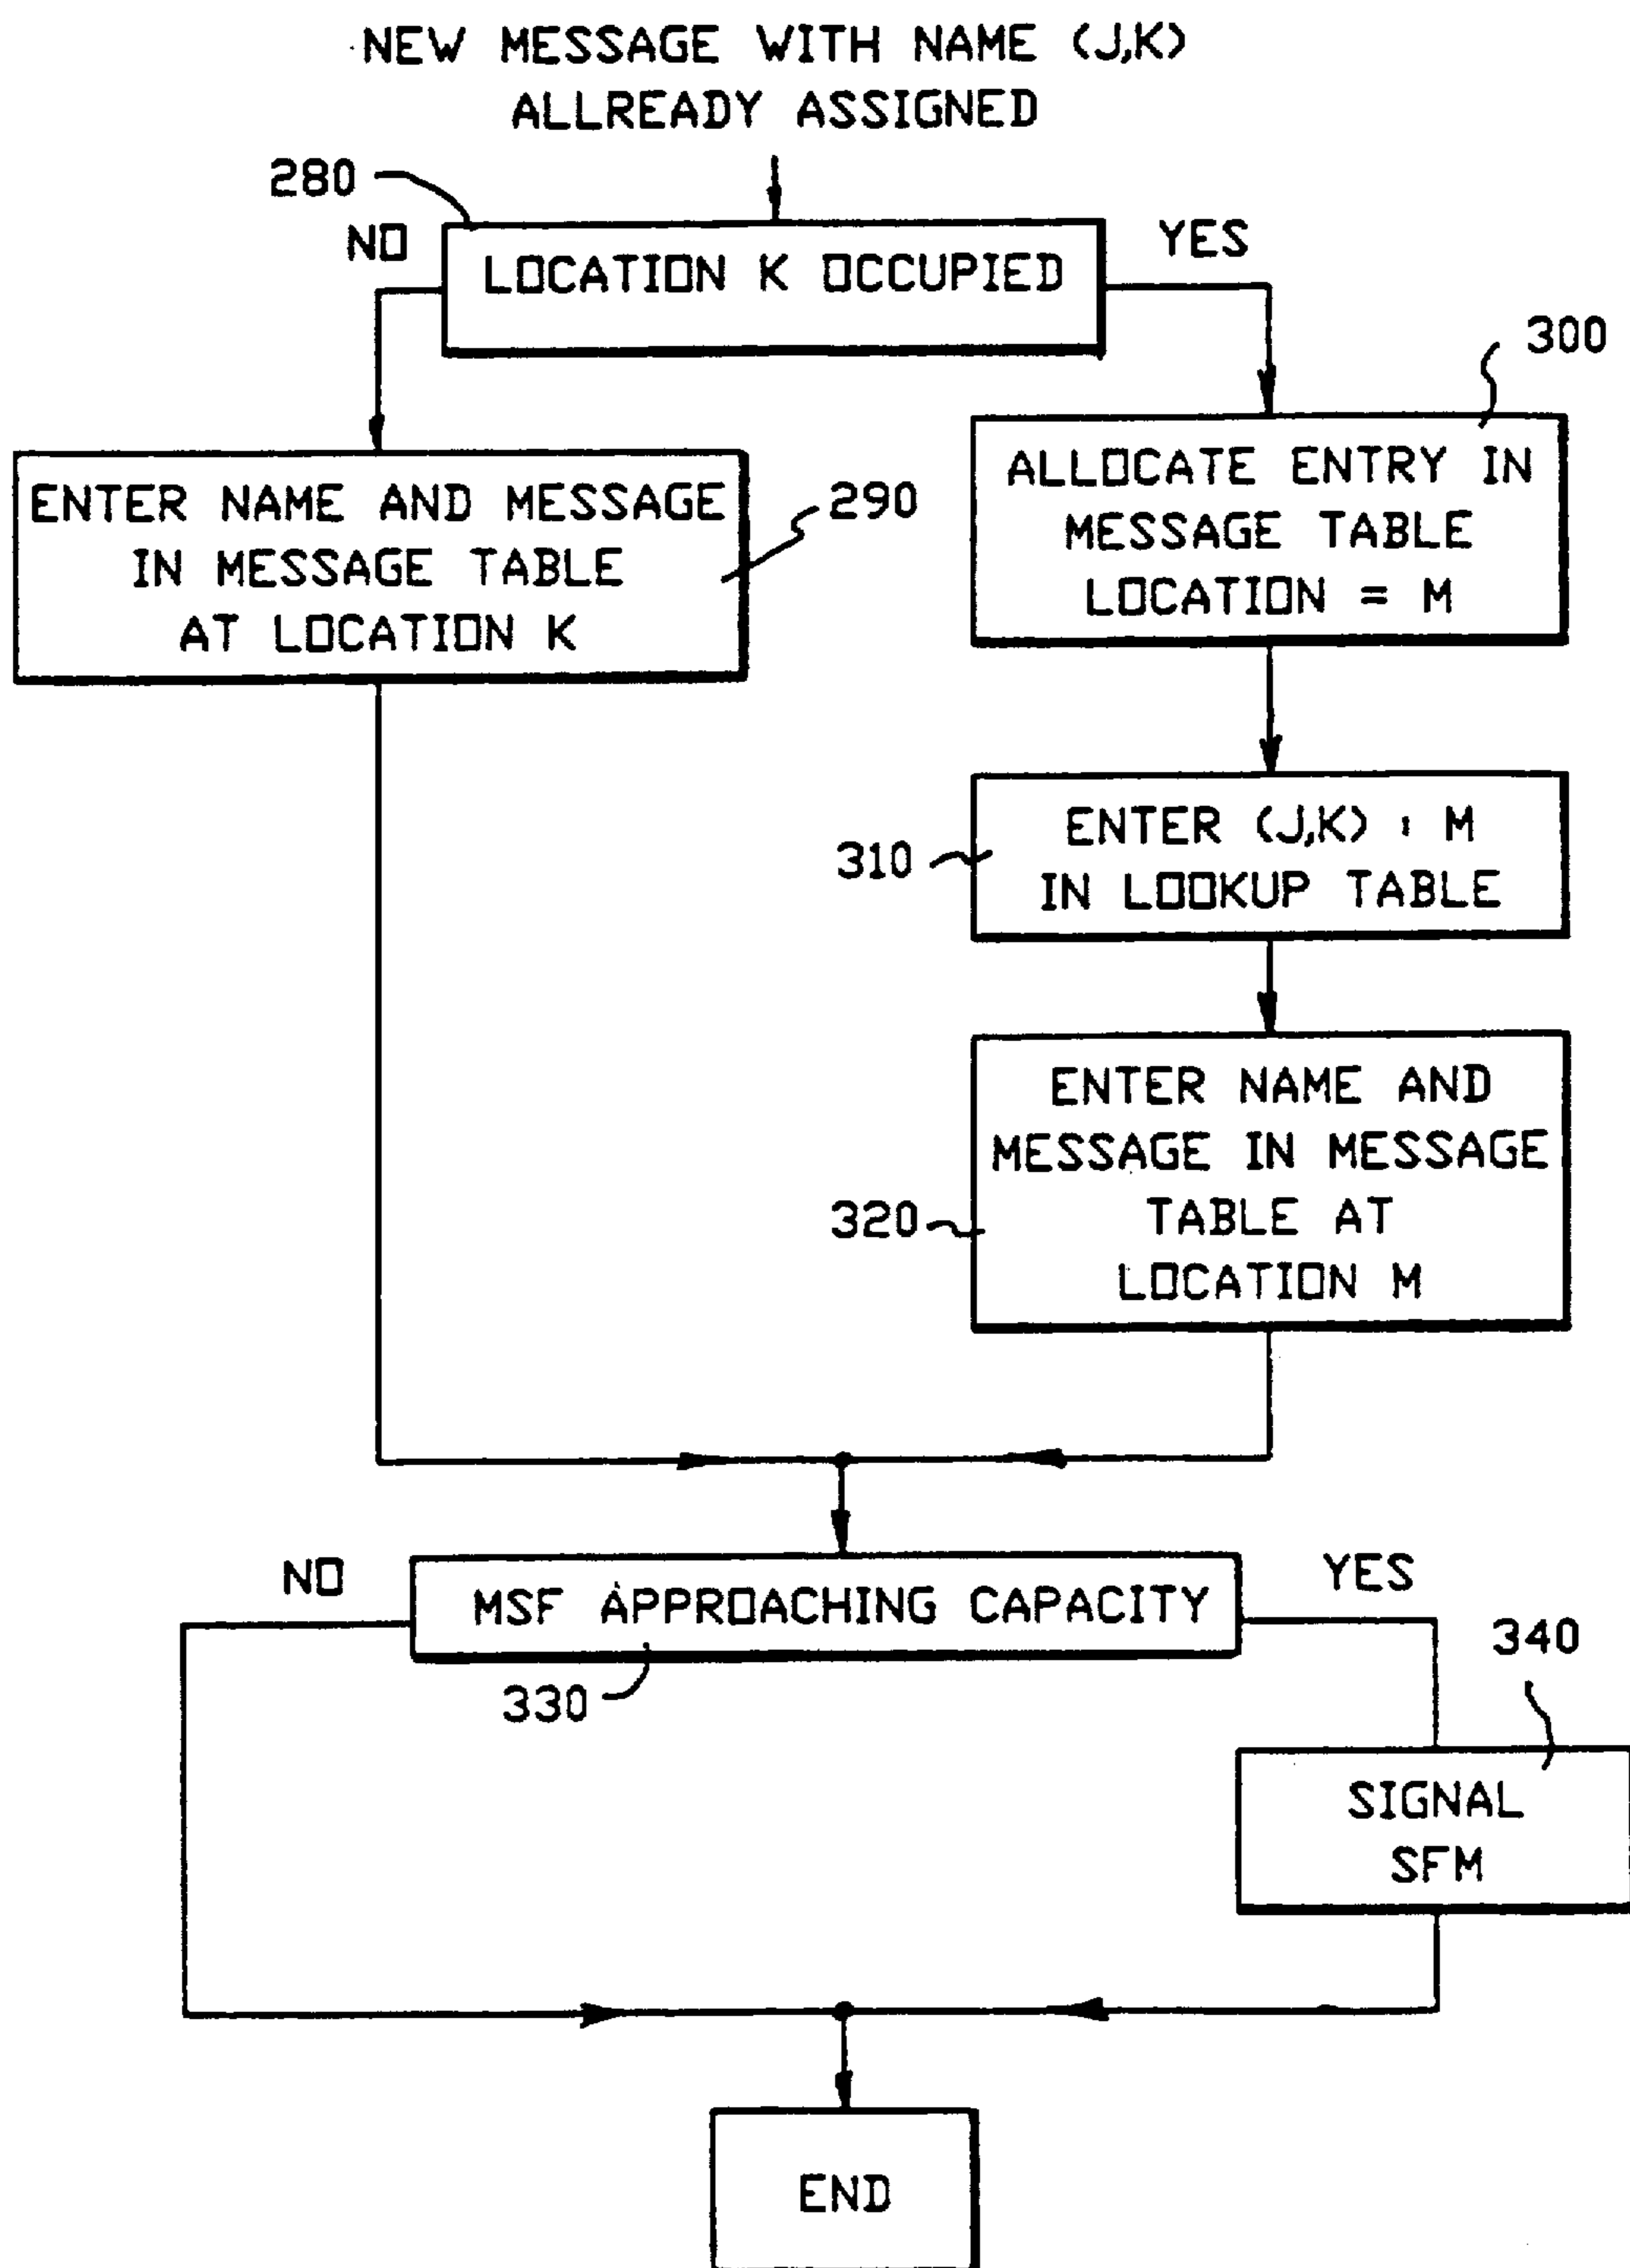 NEW MESSAGE WITH NAME (J,K)
ALLREADY ASSIGNED
280
NO
YES
LOCATION K OCCUPIED
300
ENTER NAME AND MESSAGE
IN MESSAGE TABLE
AT LOCATION K
290
ALLOCATE ENTRY IN
MESSAGE TABLE
LOCATION = M
310
ENTER (J,K) : M
IN LOOKUP TABLE
320
ENTER NAME AND
MESSAGE IN MESSAGE
TABLE AT
LOCATION M
NO
MSF APPROACHING CAPACITY
YES
330
340
SIGNAL
SFM
END